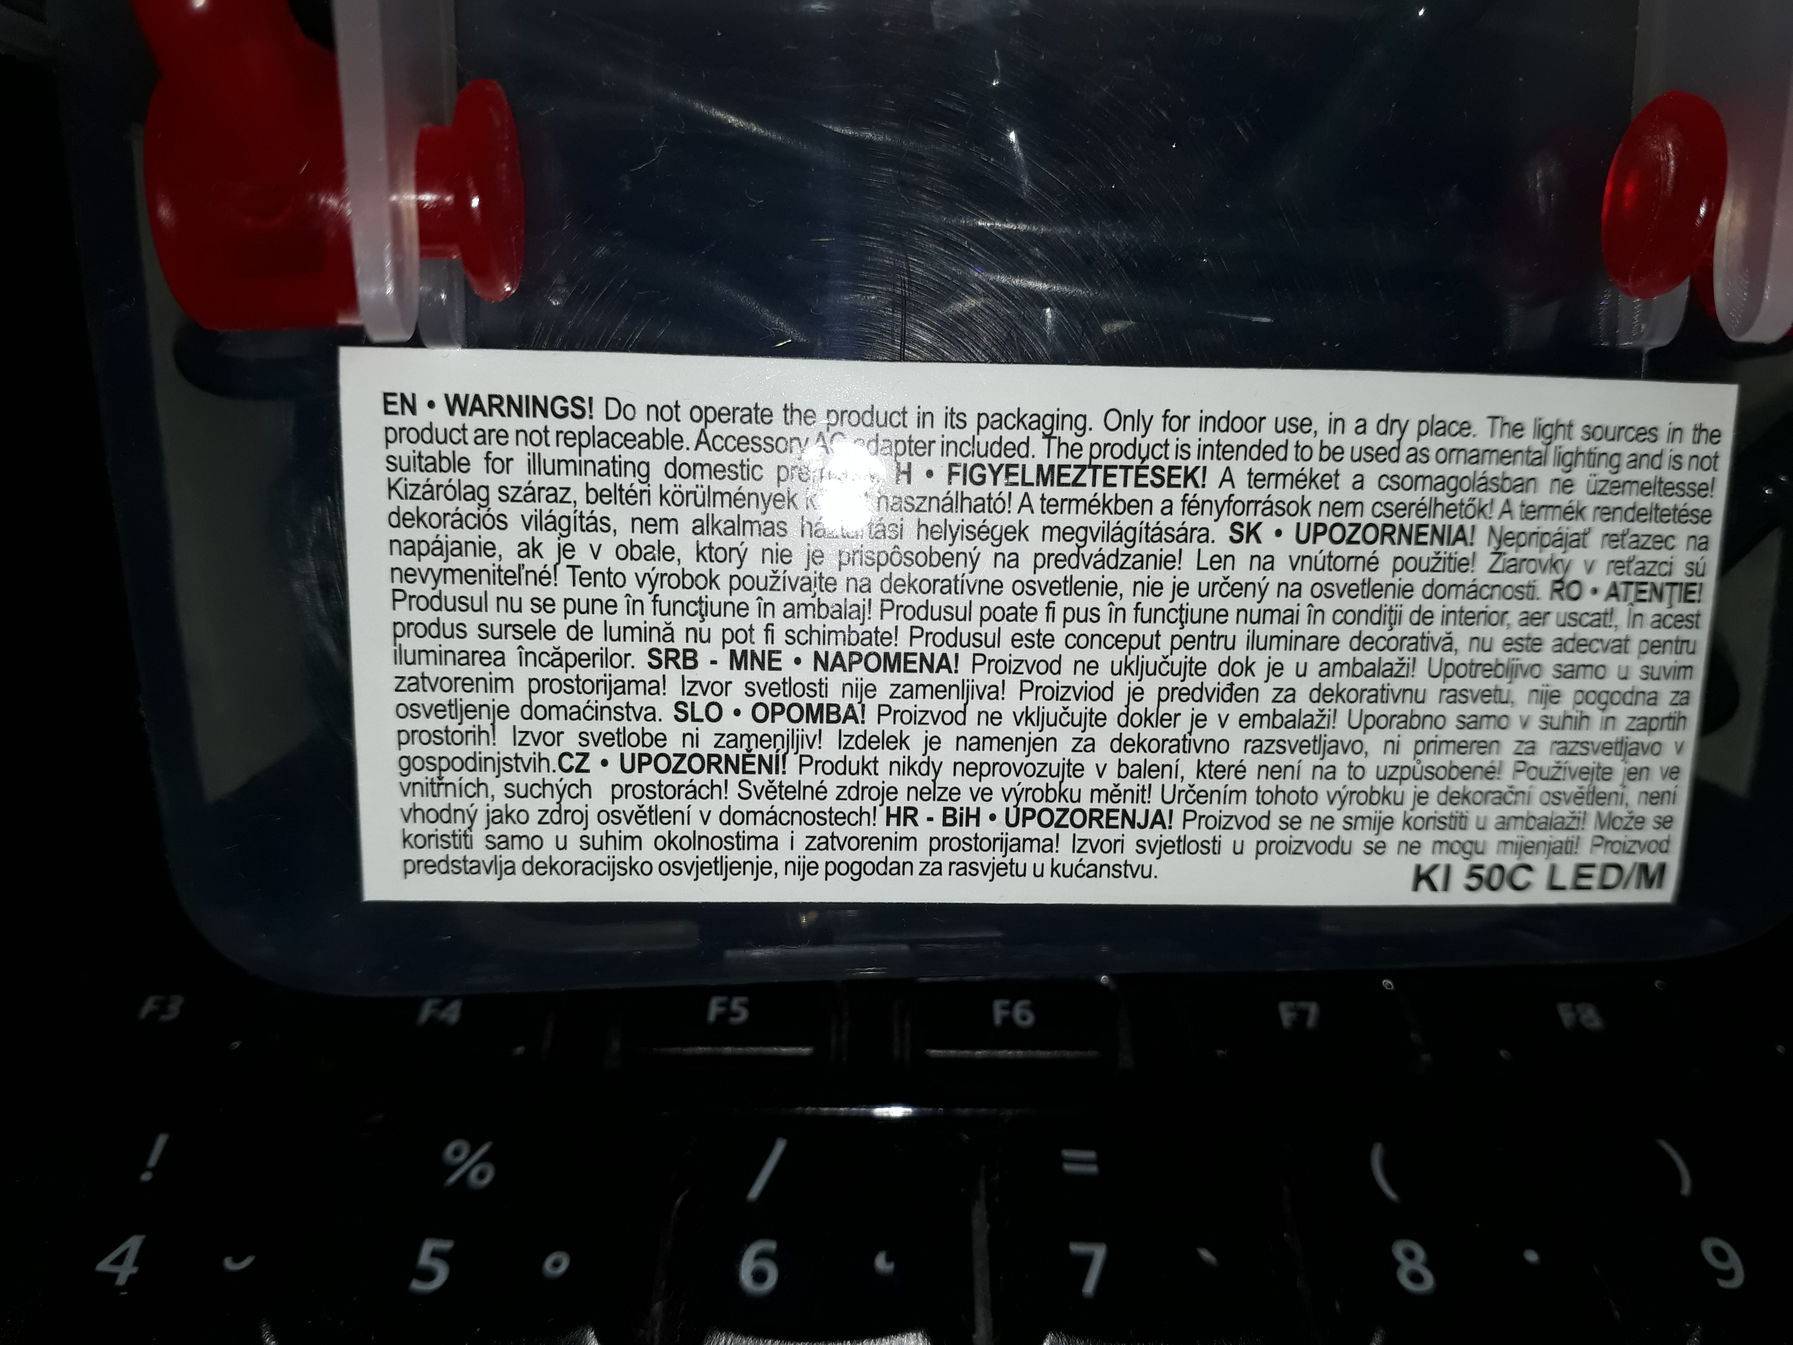 EN • WARNINGS! Do not operate the product in its packaging. Only for indoor use, in a dry place. The light sources in the
product are not replaceable. Accessory AC adapter included. The product is intended to be used as ornamental lighting and is not
suitable for illuminating domestic H • FIGYELMEZTETÉSEK! A terméket a csomagolásban ne üzemeltesse!
Kizárólag száraz, beltéri körülmények használható! A termékben a fényforrások nem cserélhetők! A termék rendeltetése
dekorációs világítás, nem alkalmas háztartási helyiségek megvilágítására. SK • UPOZORNENIA! Nepripájať reťazec na
napájanie, ak je v obale, ktorý nie je prispôsobený na predvádzanie! Len na vnútorné použitie! Žiarovky v reťazci sú
nevymeniteľné! Tento výrobok používajte na dekoratívne osvetlenie, nie je určený na osvetlenie domácnosti. RO • ATENŢIE!
Produsul nu se pune în funcţiune în ambalaj! Produsul poate fi pus în funcţiune numai în condiţii de interior, aer uscat!, În acest
produs sursele de lumină nu pot fi schimbate! Produsul este conceput pentru iluminare decorativă, nu este adecvat pentru
iluminarea încăperilor. SRB - MNE • NAPOMENA! Proizvod ne uključujte dok je u ambalaži! Upotrebljivo samo u suvim
zatvorenim prostorijama! Izvor svetlosti nije zamenljiva! Proizviod je predviđen za dekorativnu rasvetu, nije pogodna za
osvetljenje domaćinstva. SLO • OPOMBA! Proizvod ne vključujte dokler je v embalaži! Uporabno samo v suhih in zaprtih
prostorih! Izvor svetlobe ni zamenjljiv! Izdelek je namenjen za dekorativno razsvetljavo, ni primeren za razsvetljavo v
gospodinjstvih.CZ • UPOZORNĚNÍ! Produkt nikdy neprovozujte v balení, které není na to uzpůsobené! Používejte jen ve
vnitřních, suchých prostorách! Světelné zdroje nelze ve výrobku měnit! Určením tohoto výrobku je dekorační osvětlení, není
vhodný jako zdroj osvětlení v domácnostech! HR - BiH • UPOZORENJA! Proizvod se ne smije koristiti u ambalaži! Može se
koristiti samo u suhim okolnostima i zatvorenim prostorijama! Izvori svjetlosti u proizvodu se ne mogu mijenjati! Proizvod
predstavlja dekoracijsko osvjetljenje, nije pogodan za rasvjetu u kućanstvu.
KI 50C LED/M
F3 F4 F5 F6 F7 F8
! % / = ( )
4 ˘ 5 ° 6 ˛ 7 ` 8 ˙ 9